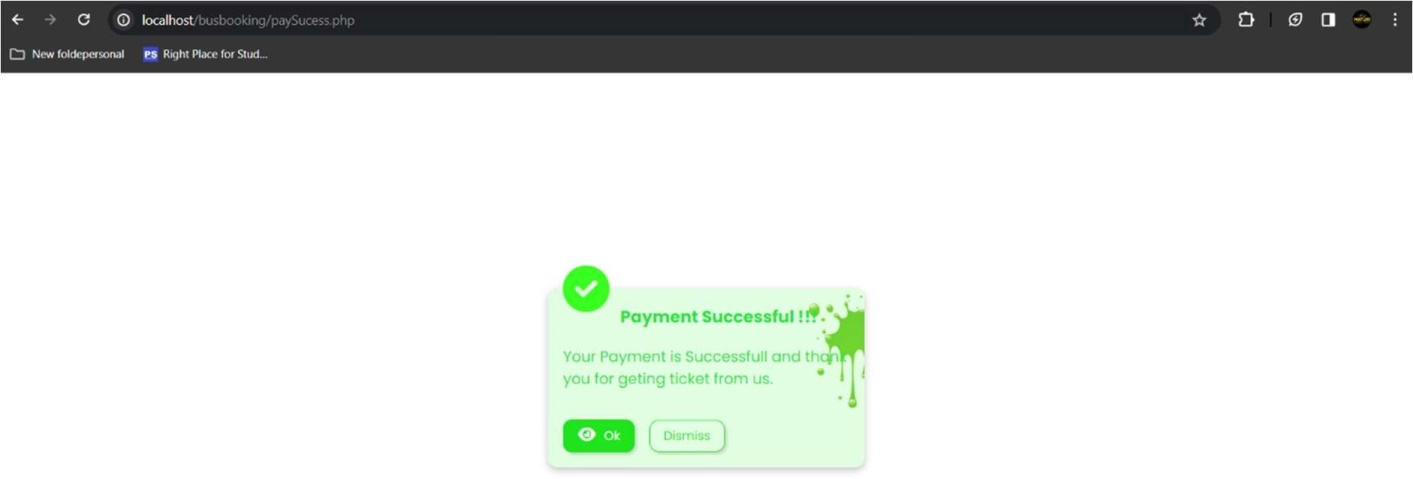 localhost/busbooking/paySucess.php
New foldepersonal PS Right Place for Stud...
Payment Successful !!!
Your Payment is Successfull and thank
you for geting ticket from us.
Ok Dismiss